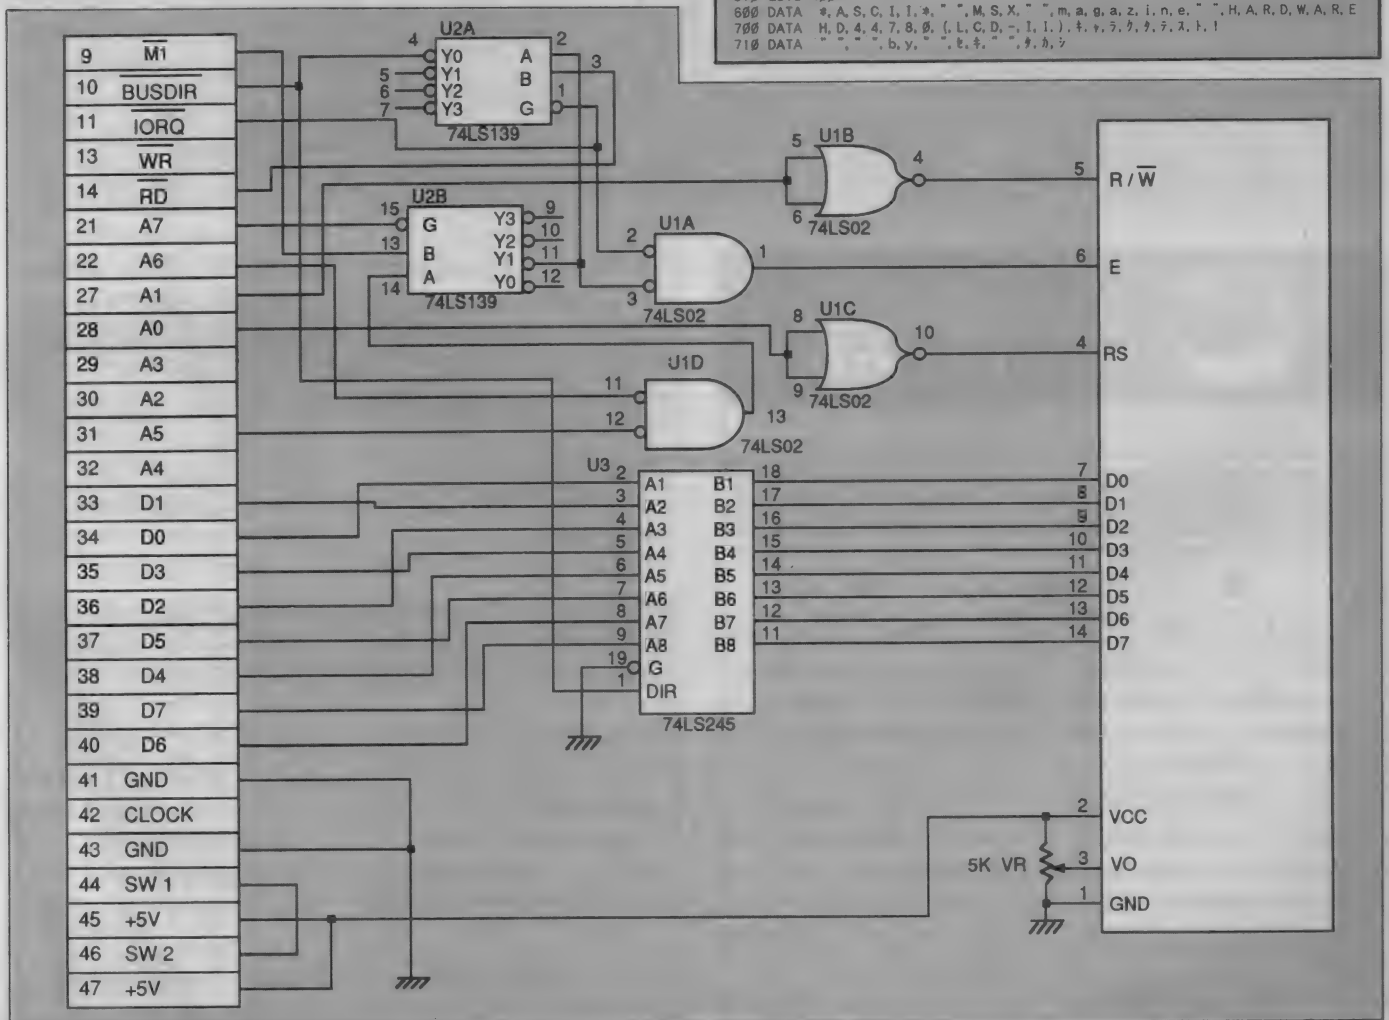 600 DATA *,A,S,C,I,I,*," ",M,S,X," ",m,a,g,a,z,i,n,e," ",H,A,R,D,W,A,R,E
700 DATA H,D,4,4,7,8,0,(,L,C,D,-,I,I,),キ,ャ,ラ,ク,タ,テ,ス,ト,!
710 DATA " "," ",b,y," ",ヒ,キ," ",タ,カ,シ
9 M1
10 BUSDIR
11 IORQ
13 WR
14 RD
21 A7
22 A6
27 A1
28 A0
29 A3
30 A2
31 A5
32 A4
33 D1
34 D0
35 D3
36 D2
37 D5
38 D4
39 D7
40 D6
41 GND
42 CLOCK
43 GND
44 SW 1
45 +5V
46 SW 2
47 +5V
U2A
4 Y0 A 2
5 Y1 B 3
6 Y2
7 Y3 G 1
74LS139
U2B
15 G Y3 9
13 B Y2 10
Y1 11
14 A Y0 12
74LS139
U1A
2
1
3
74LS02
U1D
11
12
13
74LS02
U1B
5
4
6
74LS02
U1C
8
10
9
74LS02
U3
2 A1 B1 18
3 A2 B2 17
4 A3 B3 16
5 A4 B4 15
6 A5 B5 14
7 A6 B6 13
8 A7 B7 12
9 A8 B8 11
19 G
1 DIR
74LS245
5 R / W
6 E
4 RS
7 D0
8 D1
9 D2
10 D3
11 D4
12 D5
13 D6
14 D7
2 VCC
5K VR 3 VO
1 GND